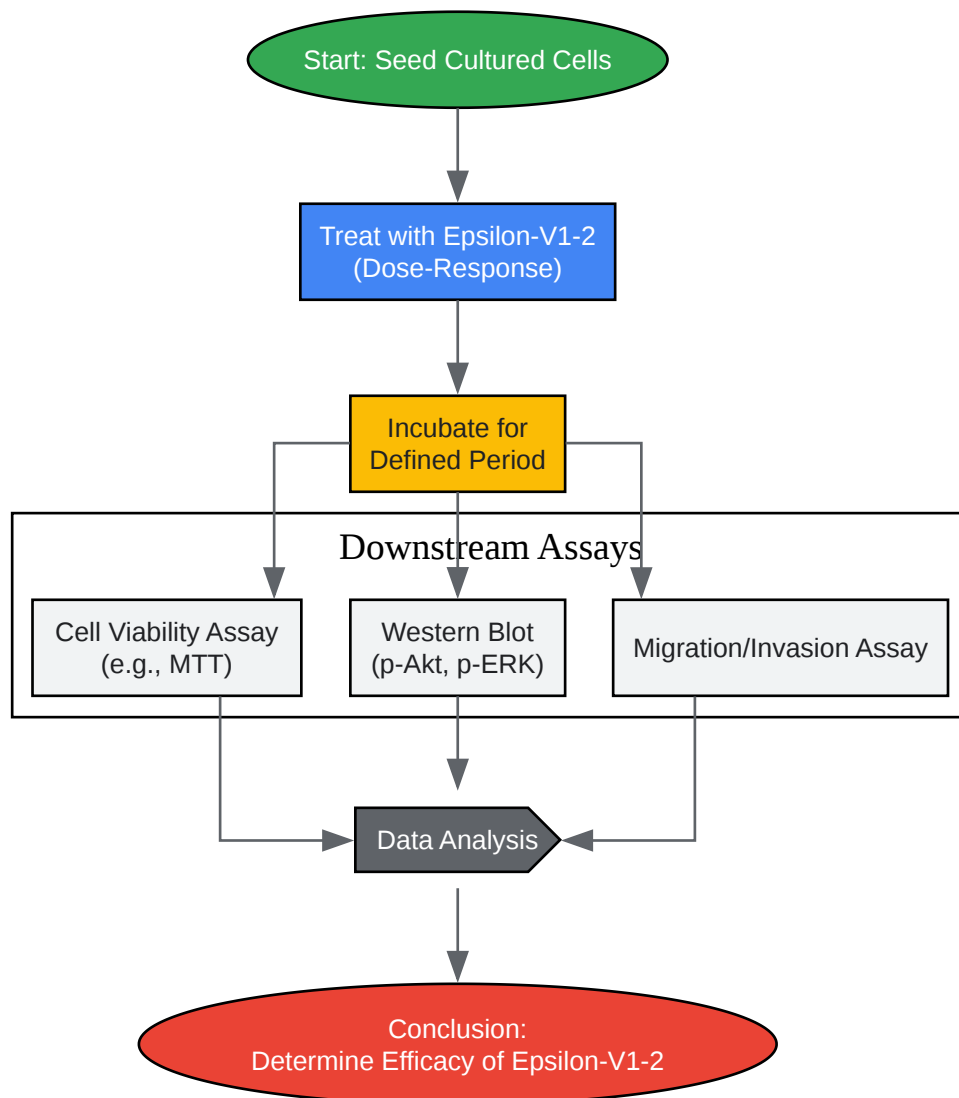 Start: Seed Cultured Cells
Treat with Epsilon-V1-2
(Dose-Response)
Incubate for
Defined Period
Downstream Assays
Cell Viability Assay
(e.g., MTT)
Western Blot
(p-Akt, p-ERK)
Migration/Invasion Assay
Data Analysis
Conclusion:
Determine Efficacy of Epsilon-V1-2